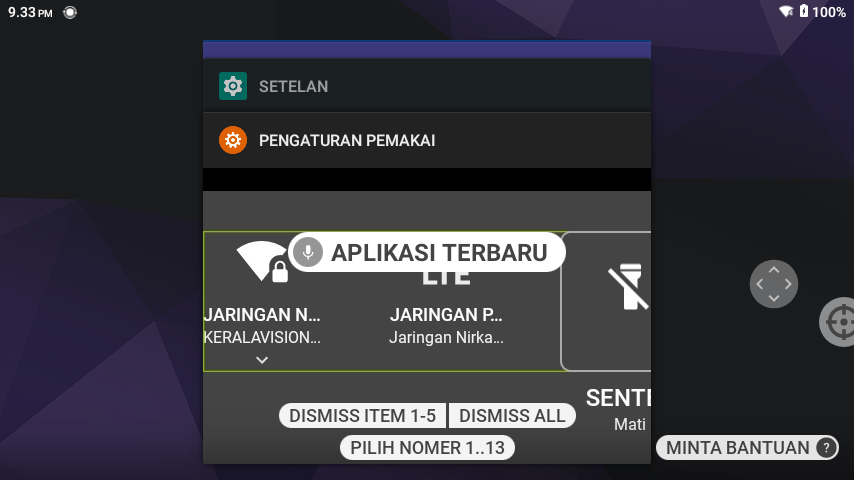 9.33 PM
100%
SETELAN
PENGATURAN PEMAKAI
APLIKASI TERBARU
LTE
JARINGAN N...
JARINGAN P...
KERALAVISION...
Jaringan Nirka...
SENTE
Mati
DISMISS ITEM 1-5
DISMISS ALL
PILIH NOMER 1..13
MINTA BANTUAN ?